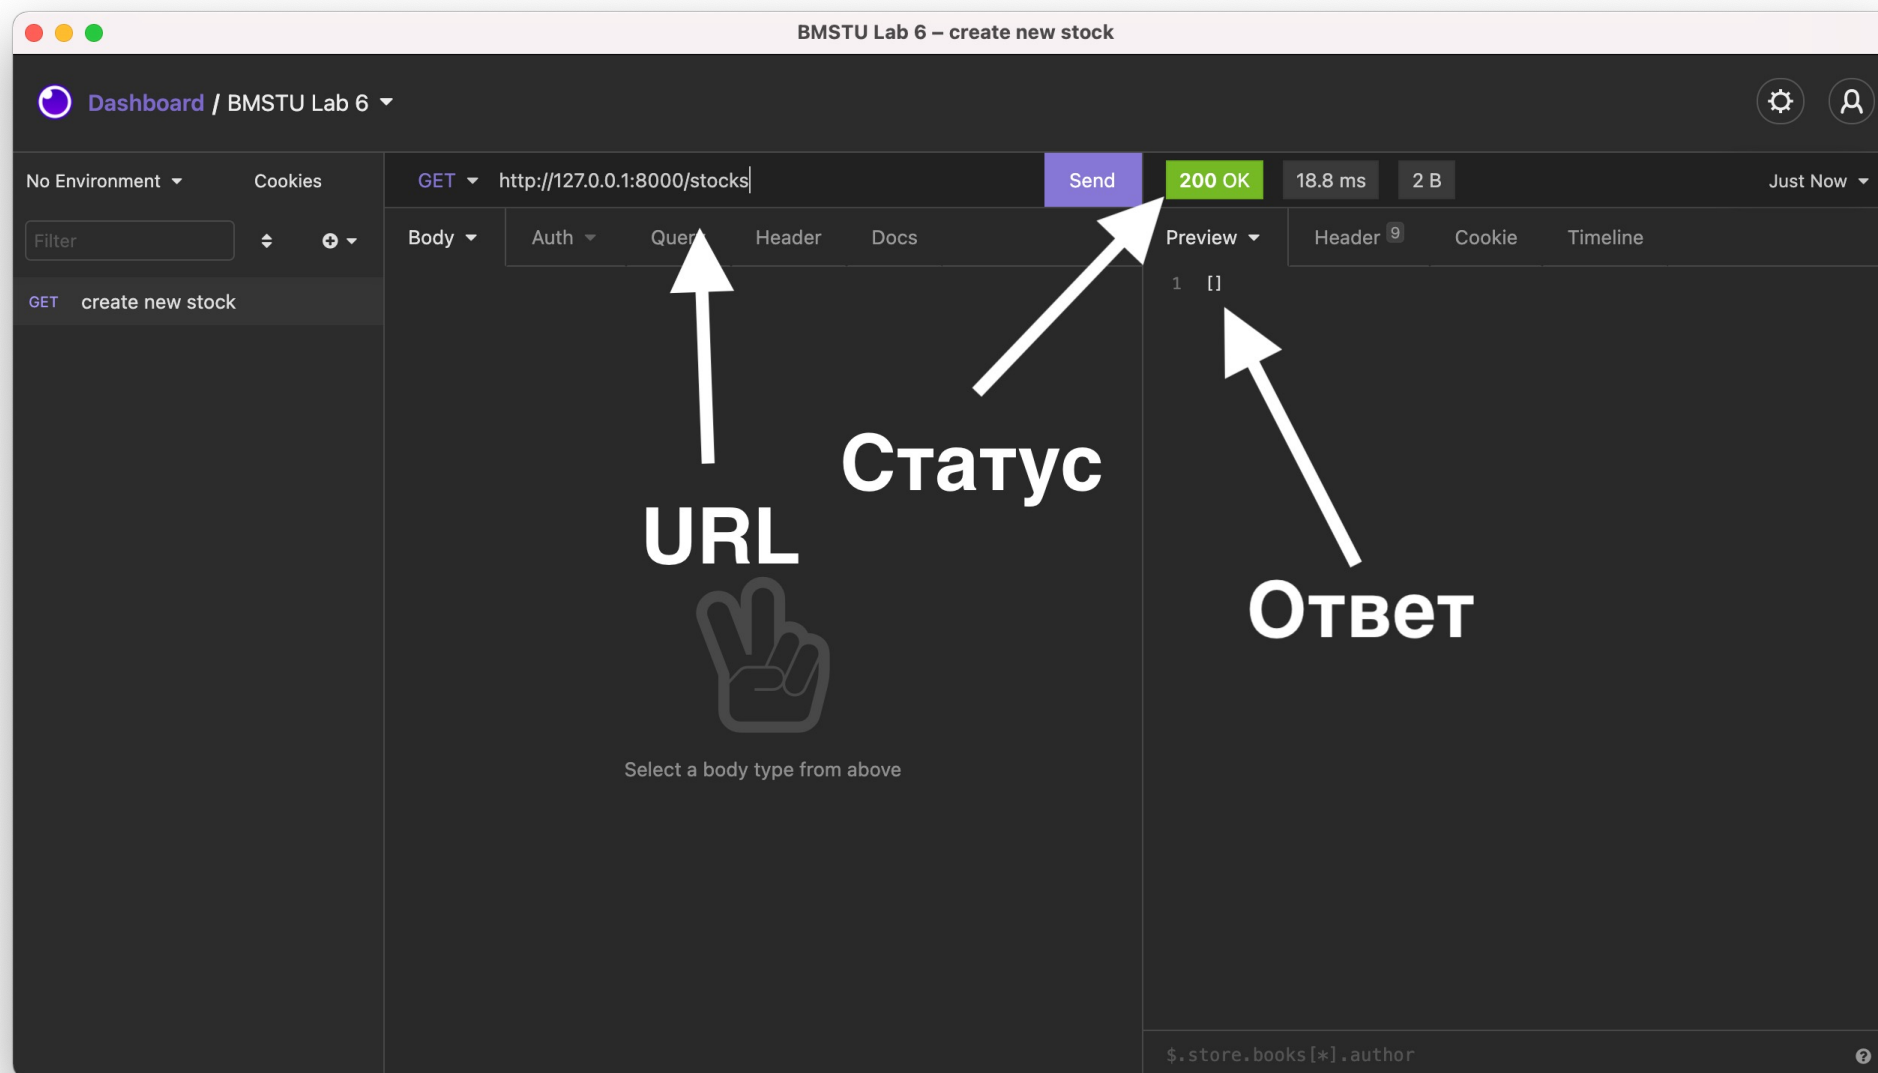 BMSTU Lab 6 – create new stock
Dashboard / BMSTU Lab 6
No Environment Cookies
GET http://127.0.0.1:8000/stocks Send
200 OK 18.8 ms 2 B Just Now
Filter
Body Auth Header Docs
Preview Header 9 Cookie Timeline
GET create new stock
1 []
Статус
URL
Ответ
Select a body type from above
$.store.books[*].author